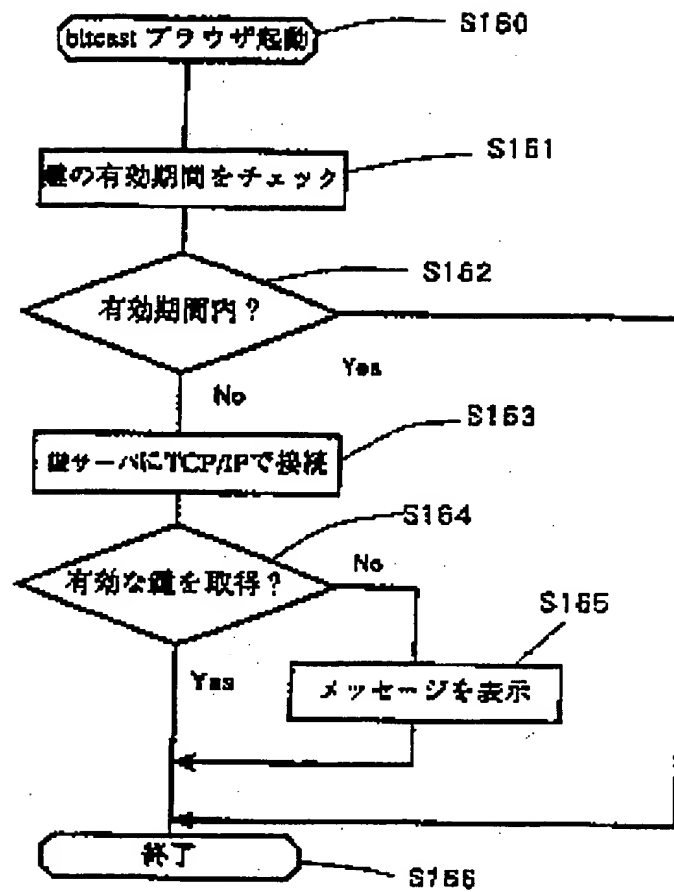 bitcast ブラウザ起動
S160
鍵の有効期間をチェック
S161
有効期間内？
S162
Yes
No
鍵サーバにTCP/IPで接続
S163
有効な鍵を取得？
S164
No
メッセージを表示
S165
Yes
終了
S166